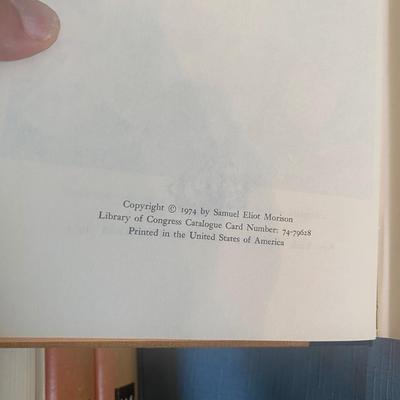 Copyright © 1974 by Samuel Eliot Morison
Library of Congress Catalogue Card Number: 74-79618
Printed in the United States of America